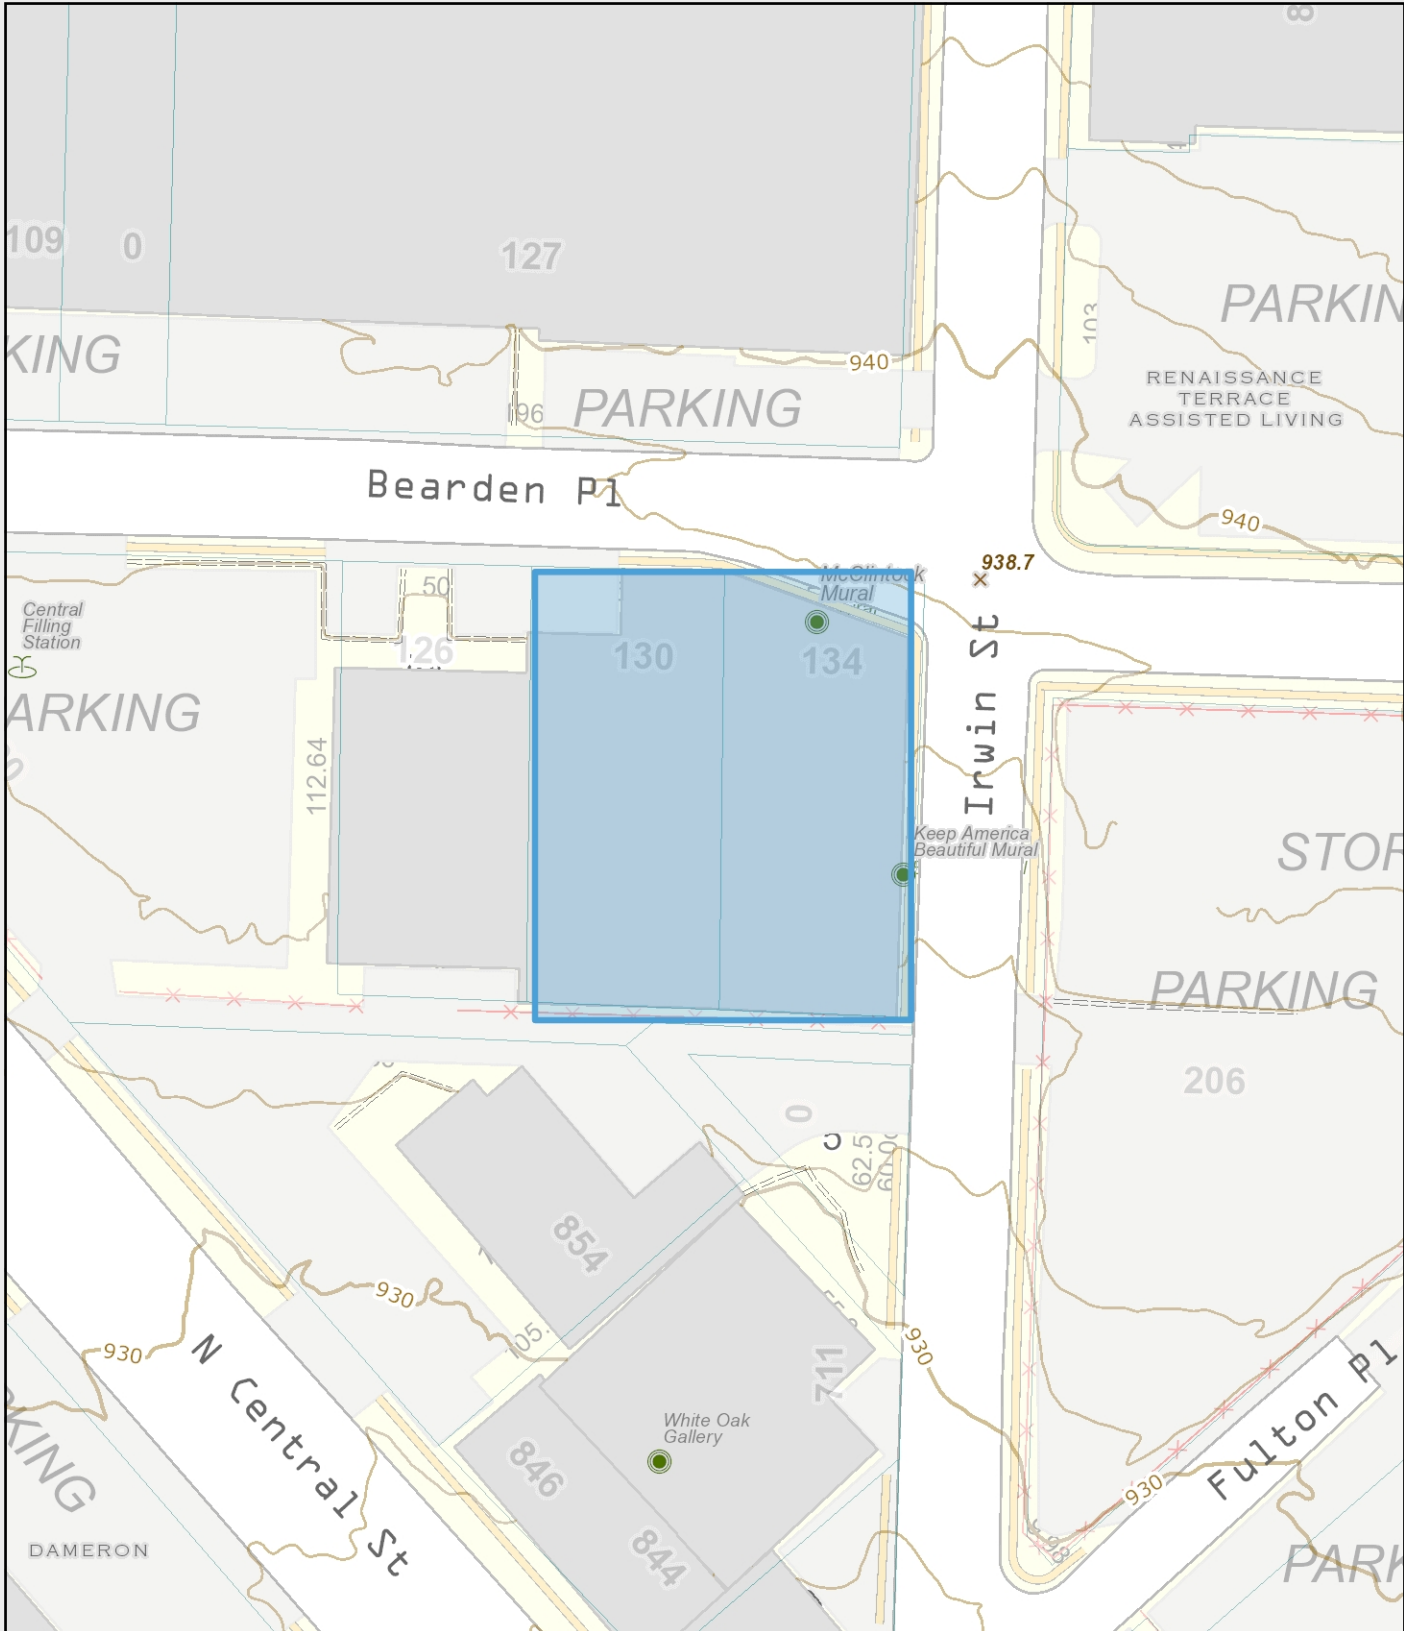 8
109
0
127
PARKIN
103
KING
940
RENAISSANCE
TERRACE
ASSISTED LIVING
PARKING
Bearden Pl
940
938.7
McClintock
Mural
50
Central
Filling
Station
126
130
134
Irwin St
ARKING
112.64
Keep America
Beautiful Mural
STOR
PARKING
206
0
5
62.5
854
930
930
930
05.
711
N Central St
White Oak
Gallery
846
844
KING
DAMERON
Fulton Pl
930
PARK